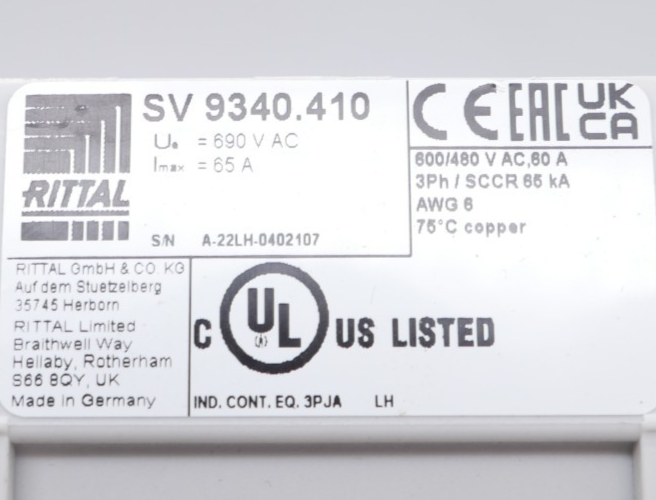 SV 9340.410
Ue = 690 V AC
Imax = 65 A
RITTAL
S/N A-22LH-0402107
CE EAC UK CA
600/480 V AC,60 A
3Ph / SCCR 65 kA
AWG 6
75°C copper
RITTAL GmbH & CO. KG
Auf dem Stuetzelberg
35745 Herborn
RITTAL Limited
Braithwell Way
Hellaby, Rotherham
S66 8QY, UK
Made in Germany
C UL US LISTED
IND. CONT. EQ. 3PJA LH